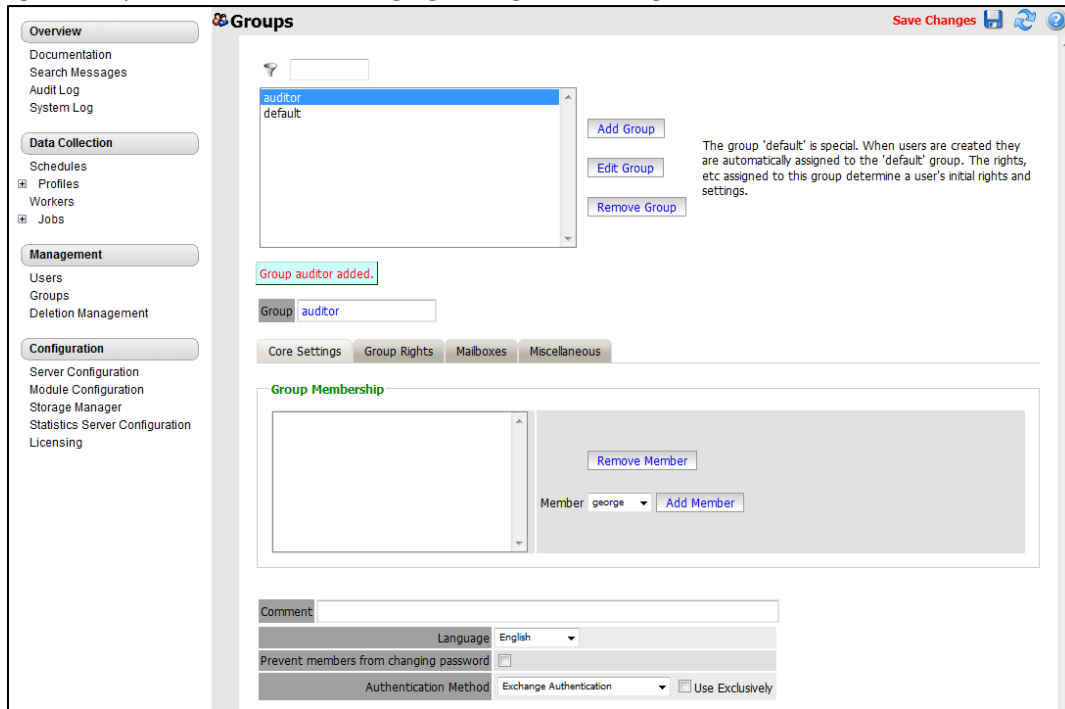 Groups
Save Changes
Overview
Documentation
Search Messages
Audit Log
System Log
Data Collection
Schedules
Profiles
Workers
Jobs
Management
Users
Groups
Deletion Management
Configuration
Server Configuration
Module Configuration
Storage Manager
Statistics Server Configuration
Licensing
auditor
default
Add Group
Edit Group
Remove Group
The group 'default' is special. When users are created they
are automatically assigned to the 'default' group. The rights,
etc assigned to this group determine a user's initial rights and
settings.
Group auditor added.
Group auditor
Core Settings Group Rights Mailboxes Miscellaneous
Group Membership
Remove Member
Member george Add Member
Comment
Language English
Prevent members from changing password
Authentication Method Exchange Authentication Use Exclusively